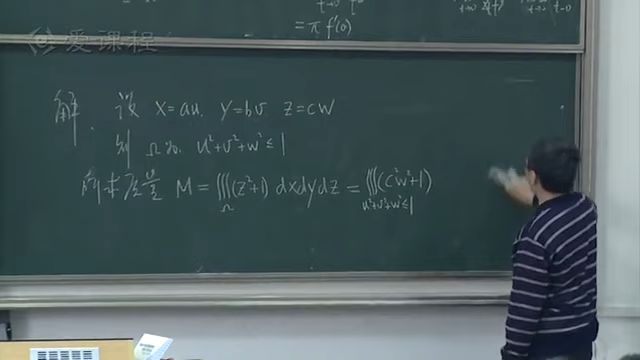 = π f'(0)
爱课程
解. 设 x=au, y=bv z=cw
则 Ω为 u²+v²+w²≤1
所求质量 M = ∭(z²+1) dxdydz = ∭(c²w²+1)
Ω u²+v²+w²≤1